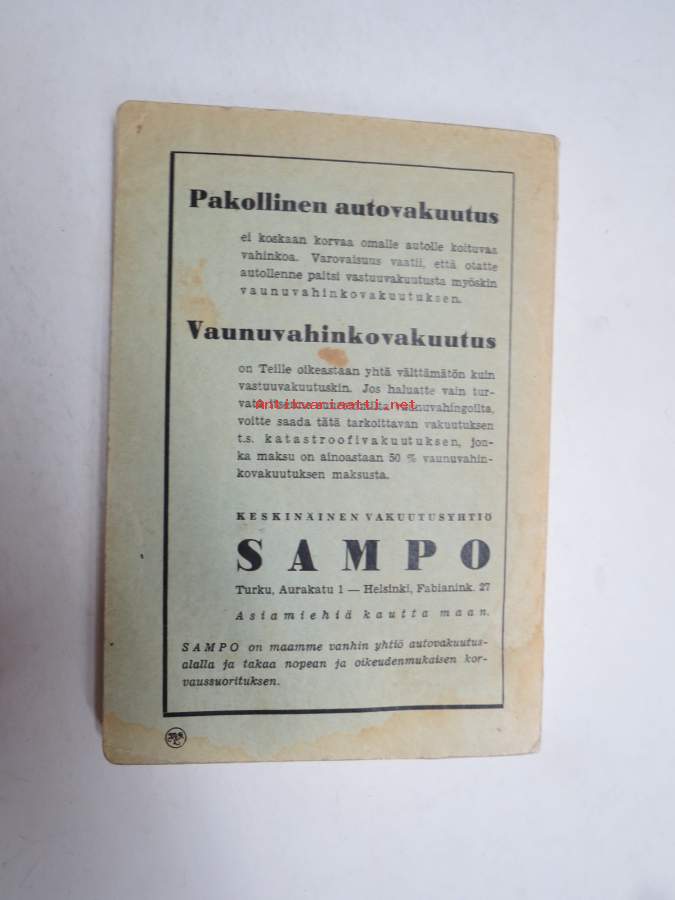 Pakollinen autovakuutus
ei koskaan korvaa omalle autolle koituvaa
vahinkoa. Varovaisuus vaatii, että otatte
autollenne paitsi vastuuvakuutusta myöskin
vaunuvahinkovakuutuksen.
Vaunuvahinkovakuutus
on Teille oikeastaan yhtä välttämätön kuin
vastuuvakuutuskin. Jos haluatte vain tur-
Antikvariaatti.net
vaunuvahingoilta,
voitte saada tätä tarkoittavan vakuutuksen
t.s. katastroofivakuutuksen, jon-
ka maksu on ainoastaan 50 % vaunuvahin-
kovakuutuksen maksusta.
KESKINÄINEN VAKUUTUSYHTIÖ
SAMPO
Turku, Aurakatu 1 — Helsinki, Fabianink. 27
Asiamiehiä kautta maan.
SAMPO on maamme vanhin yhtiö autovakuutus-
alalla ja takaa nopean ja oikeudenmukaisen kor-
vaussuorituksen.